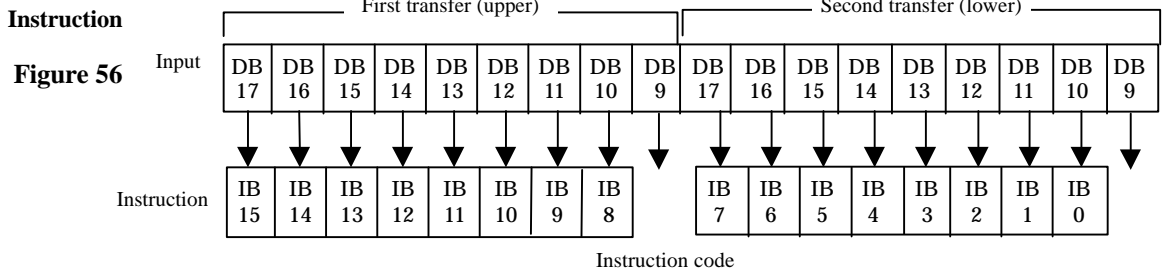 First transfer (upper) Second transfer (lower)
Instruction
Figure 56
Input DB DB DB DB DB DB DB DB DB DB DB DB DB DB DB DB DB DB
17 16 15 14 13 12 11 10 9 17 16 15 14 13 12 11 10 9
Instruction IB IB IB IB IB IB IB IB IB IB IB IB IB IB IB IB
15 14 13 12 11 10 9 8 7 6 5 4 3 2 1 0
Instruction code